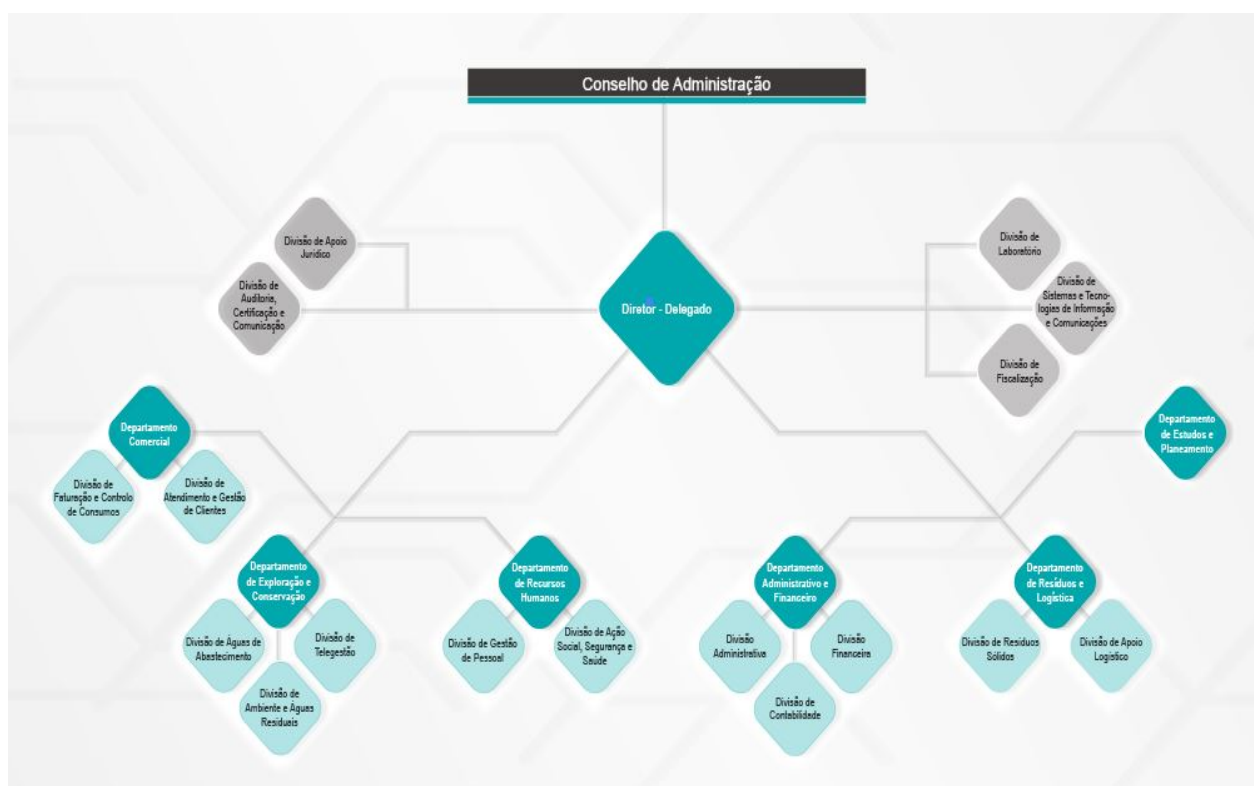 Conselho de Administração
Divisão de Apoio
Jurídico
Divisão de
Auditoria,
Certificação e
Comunicação
Diretor - Delegado
Divisão de
Laboratório
Divisão de
Sistemas e Tecno-
logias de Informação
e Comunicações
Divisão de
Fiscalização
Departamento
Comercial
Divisão de
Faturação e Controlo
de Consumos
Divisão de
Atendimento e Gestão
de Clientes
Departamento
de Estudos e
Planeamento
Departamento
de Exploração e
Conservação
Divisão de Águas de
Abastecimento
Divisão de
Telegestão
Divisão de
Ambiente e Águas
Residuais
Departamento
de Recursos
Humanos
Divisão de Gestão
de Pessoal
Divisão de Ação
Social, Segurança e
Saúde
Departamento
Administrativo e
Financeiro
Divisão
Administrativa
Divisão
Financeira
Divisão de
Contabilidade
Departamento
de Resíduos e
Logística
Divisão de Resíduos
Sólidos
Divisão de Apoio
Logístico